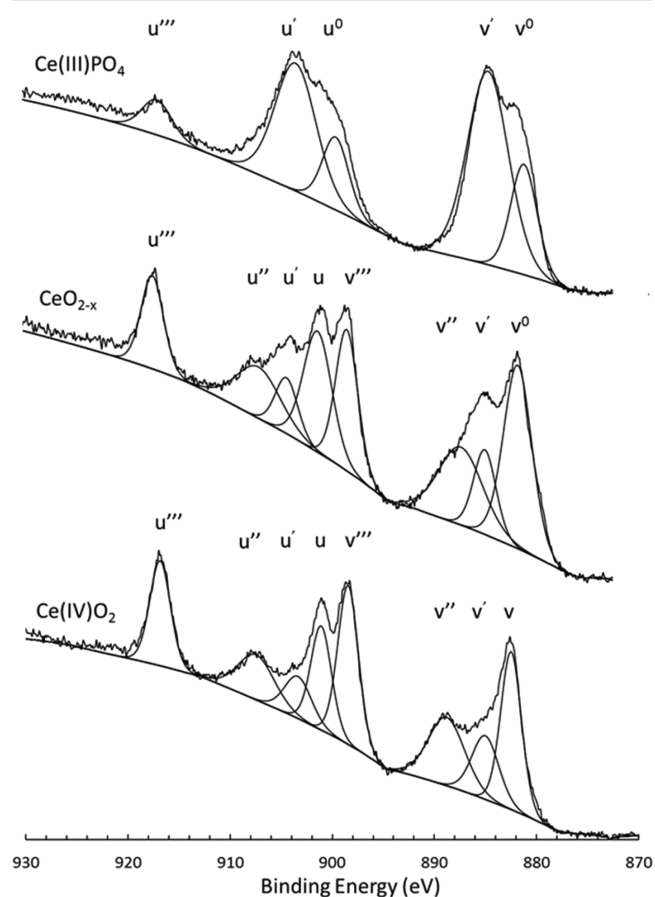 u’’’ u’ u⁰ v’ v⁰
Ce(III)PO₄
u’’’
u’’ u’ u v’’’
CeO₂₋ₓ
v’’ v’ v⁰
u’’’
u’’ u’ u v’’’
Ce(IV)O₂
v’’ v’ v
930 920 910 900 890 880 870
Binding Energy (eV)